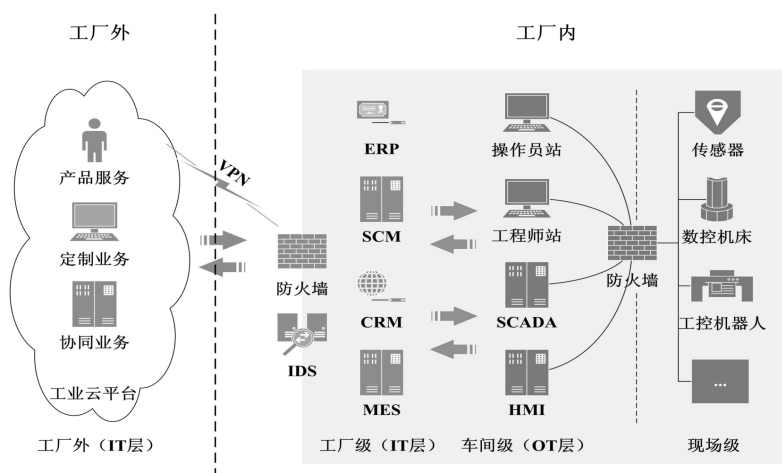 工厂外
工厂内
产品服务
定制业务
协同业务
工业云平台
VPN
防火墙
IDS
ERP
SCM
CRM
MES
操作员站
工程师站
SCADA
HMI
防火墙
传感器
数控机床
工控机器人
...
工厂外（IT层）
工厂级（IT层）
车间级（OT层）
现场级